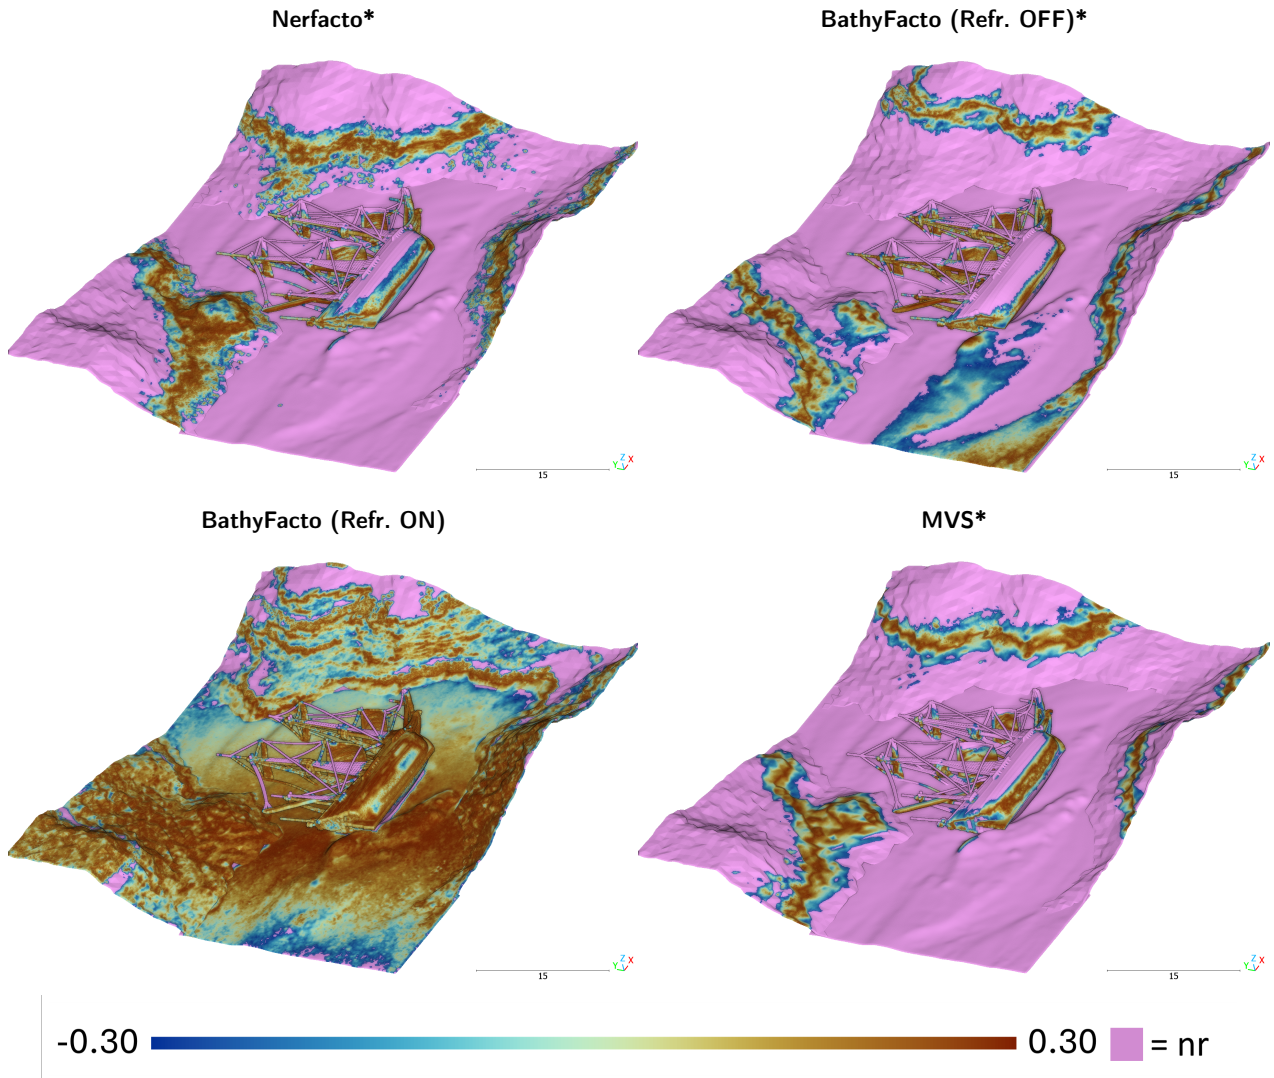 Nerfacto*
BathyFacto (Refr. OFF)*
Z
Y X
15
Z
Y X
15
BathyFacto (Refr. ON)
MVS*
Z
Y X
15
Z
Y X
15
-0.30
0.30
= nr